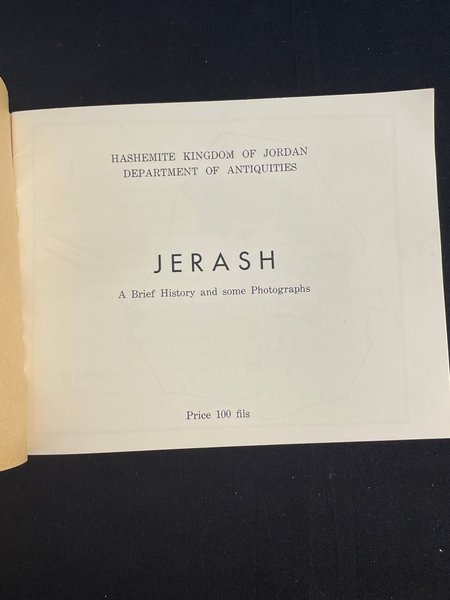 HASHEMITE KINGDOM OF JORDAN
DEPARTMENT OF ANTIQUITIES
JERASH
A Brief History and some Photographs
Price 100 fils